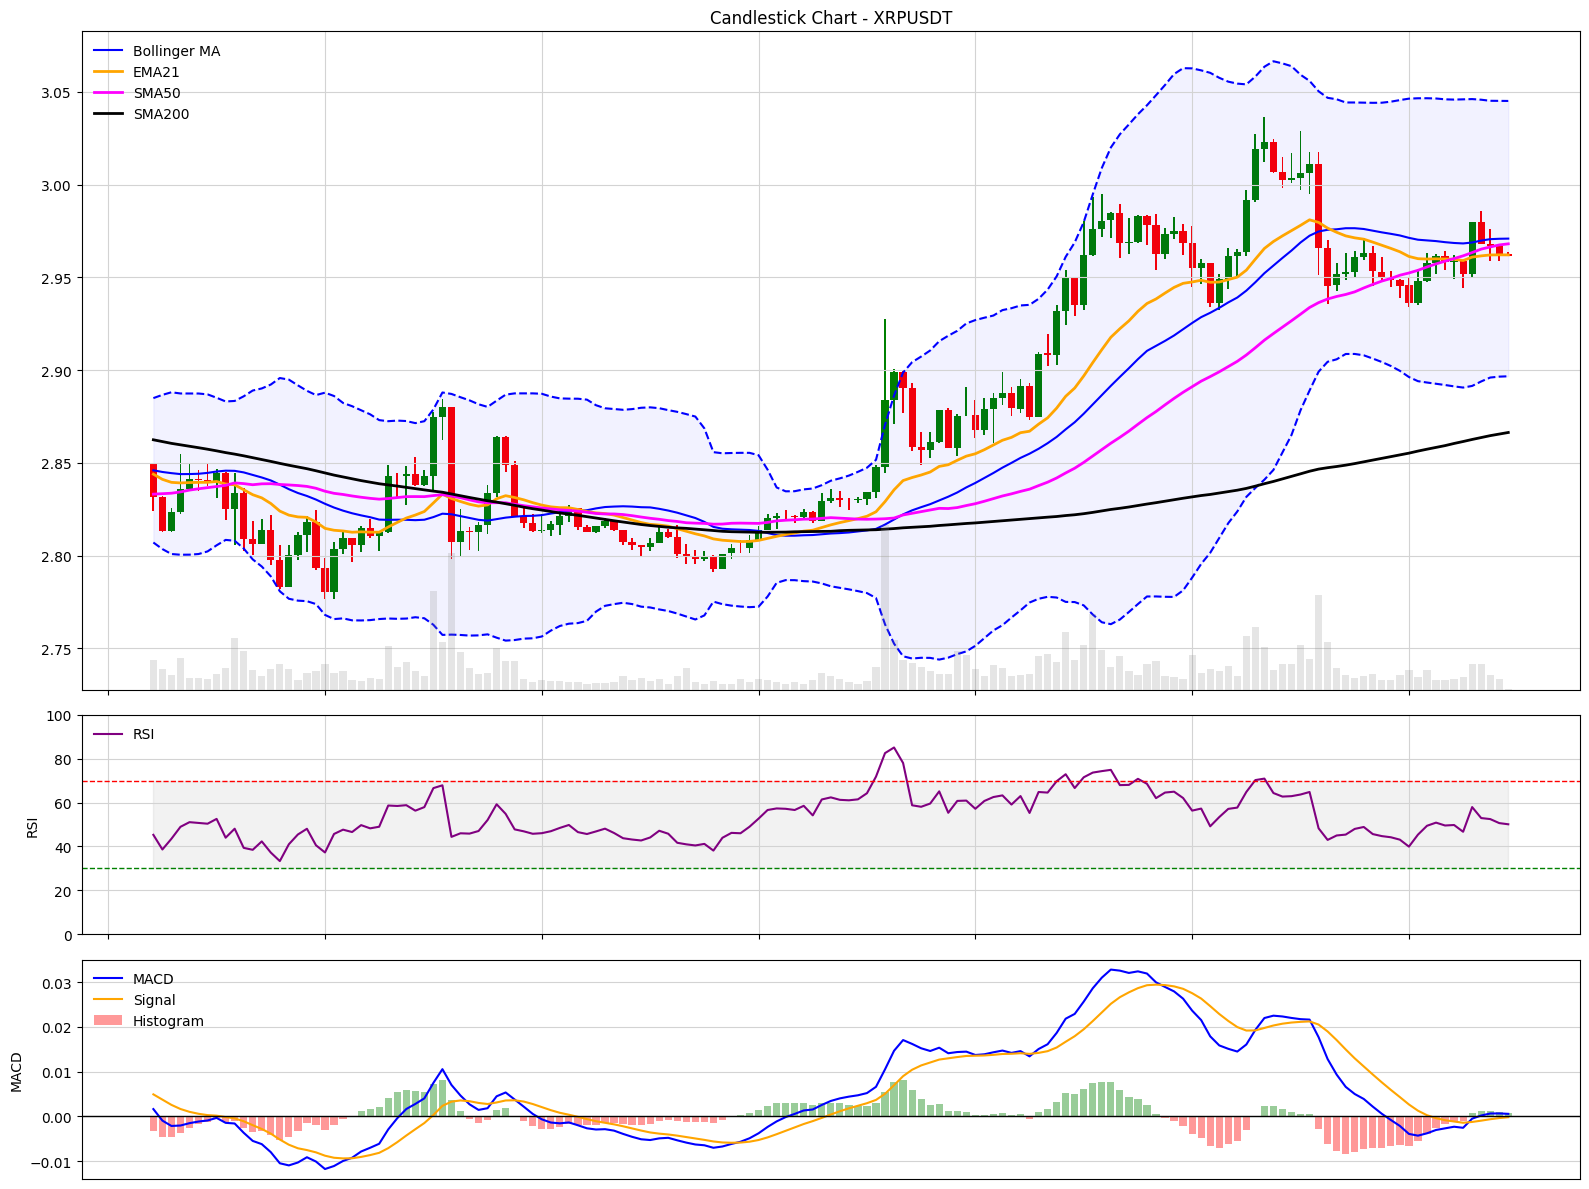 Candlestick Chart - XRPUSDT
Bollinger MA
EMA21
SMA50
SMA200
3.05
3.00
2.95
2.90
2.85
2.80
2.75
RSI
RSI
100
80
60
40
20
0
MACD
Signal
Histogram
MACD
0.03
0.02
0.01
0.00
−0.01